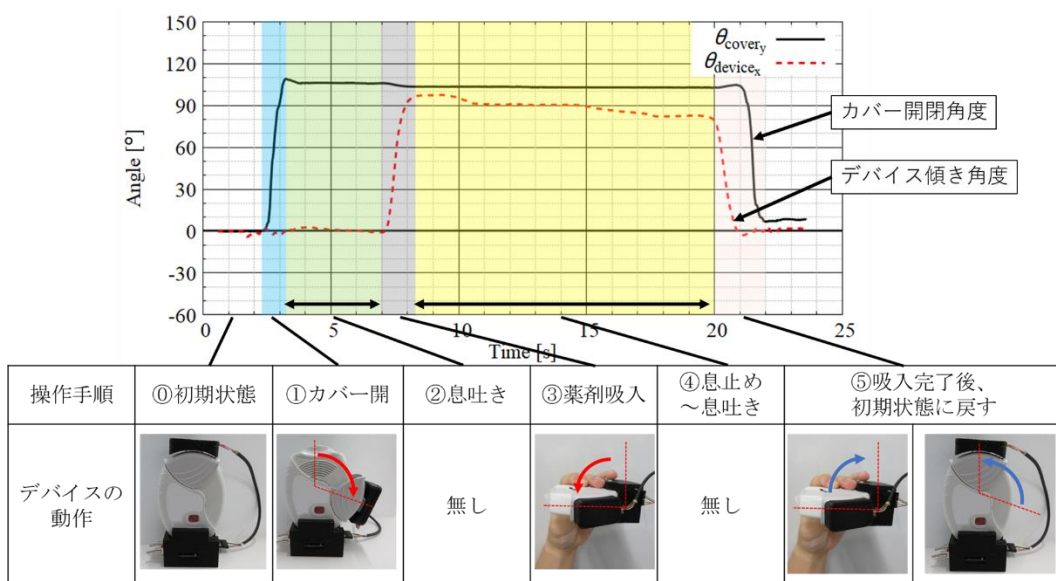 150
120
90
60
30
0
-30
-60
Angle [°]
θcovery
θdevicex
カバー開閉角度
デバイス傾き角度
0 5 10 15 20 25
Time [s]
操作手順 ⓪初期状態 ①カバー開 ②息吐き ③薬剤吸入 ④息止め
～息吐き ⑤吸入完了後、
初期状態に戻す
デバイスの
動作
無し
無し